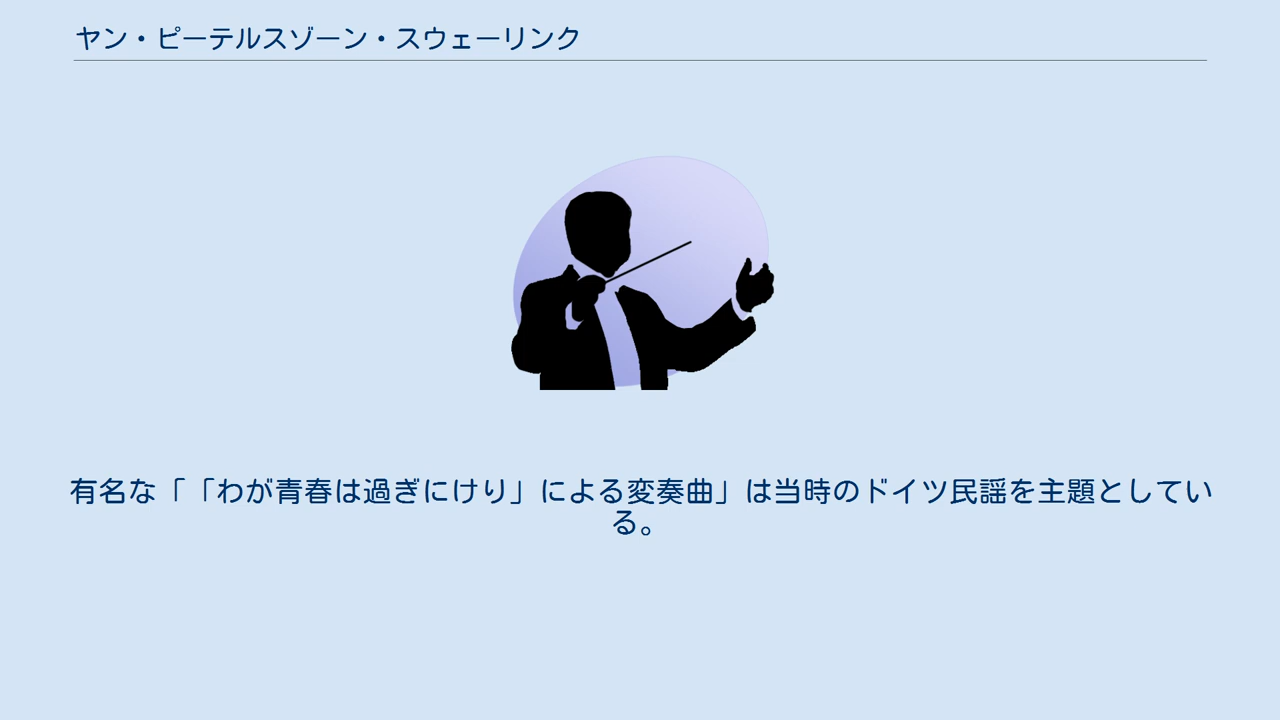 ヤン・ピーテルスゾーン・スウェーリンク
有名な「「わが青春は過ぎにけり」による変奏曲」は当時のドイツ民謡を主題としてい
る。